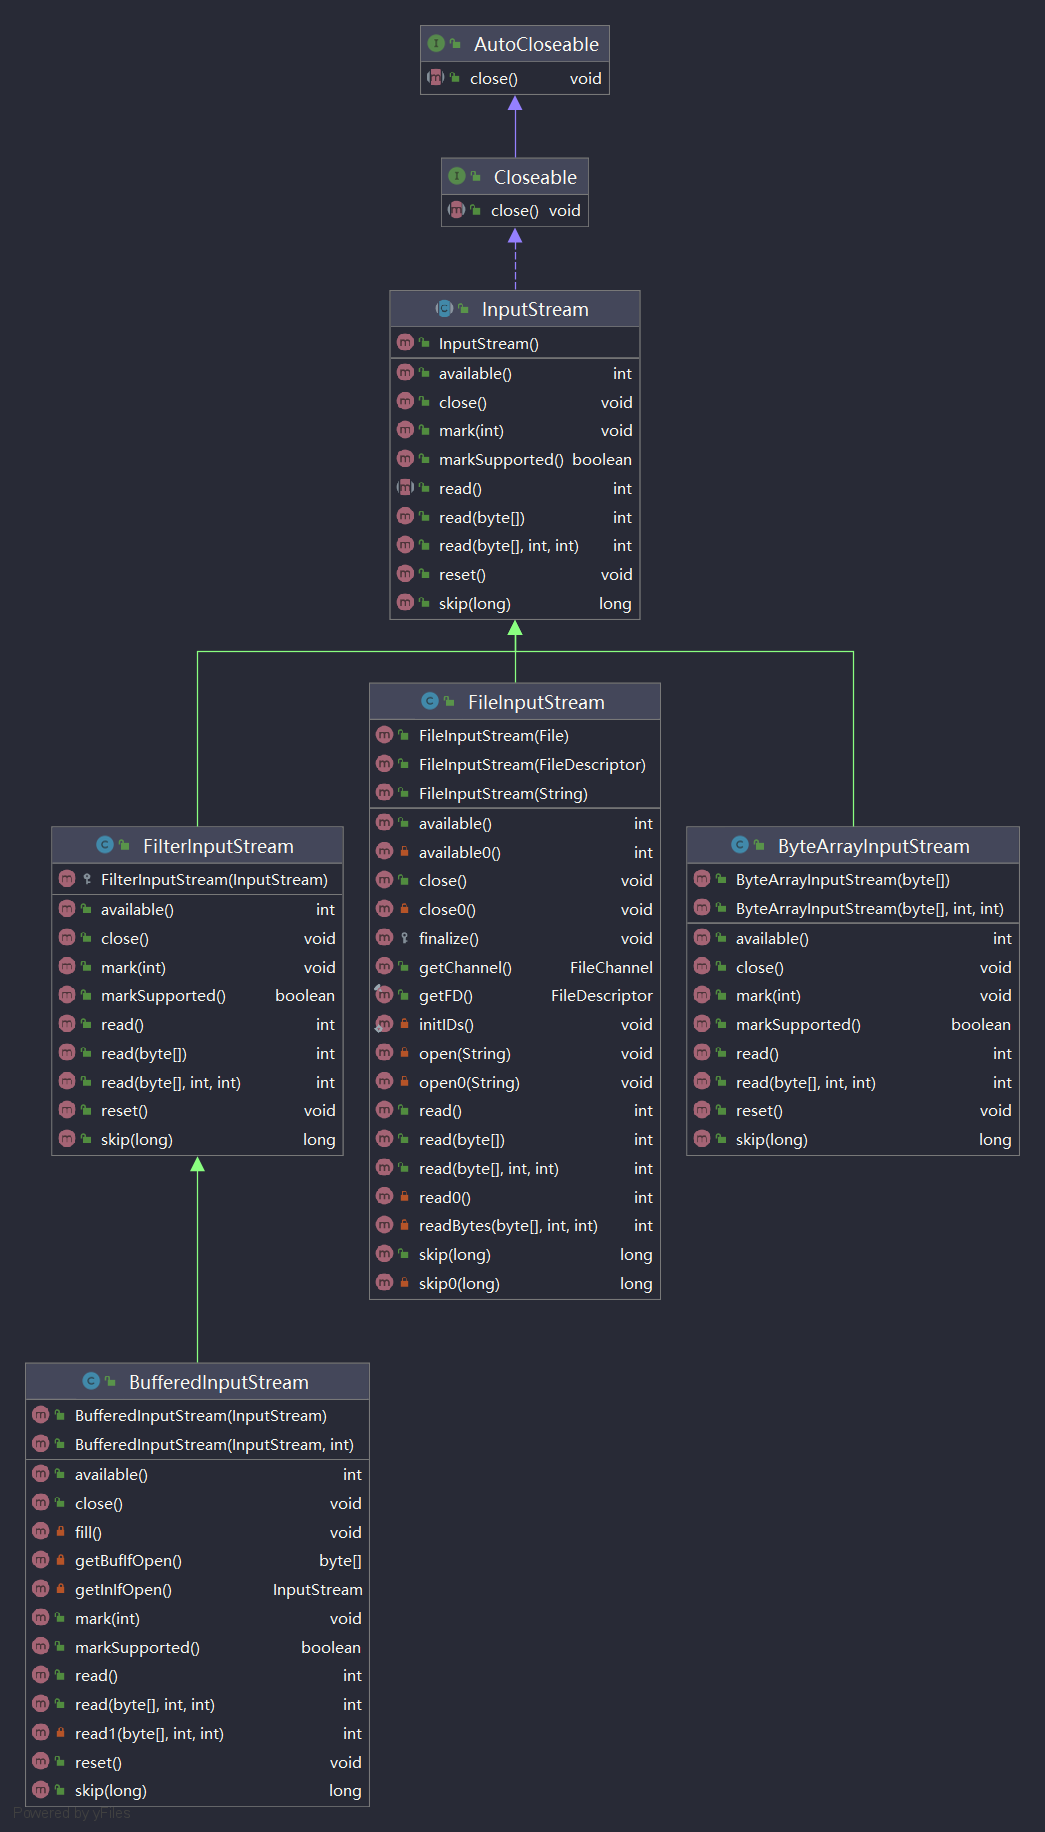 AutoCloseable
close() void
Closeable
close() void
InputStream
InputStream()
available() int
close() void
mark(int) void
markSupported() boolean
read() int
read(byte[]) int
read(byte[], int, int) int
reset() void
skip(long) long
FileInputStream
FileInputStream(File)
FileInputStream(FileDescriptor)
FileInputStream(String)
available() int
available0() int
close() void
close0() void
finalize() void
getChannel() FileChannel
getFD() FileDescriptor
initIDs() void
open(String) void
open0(String) void
read() int
read(byte[]) int
read(byte[], int, int) int
read0() int
readBytes(byte[], int, int) int
skip(long) long
skip0(long) long
FilterInputStream
FilterInputStream(InputStream)
available() int
close() void
mark(int) void
markSupported() boolean
read() int
read(byte[]) int
read(byte[], int, int) int
reset() void
skip(long) long
ByteArrayInputStream
ByteArrayInputStream(byte[])
ByteArrayInputStream(byte[], int, int)
available() int
close() void
mark(int) void
markSupported() boolean
read() int
read(byte[], int, int) int
reset() void
skip(long) long
BufferedInputStream
BufferedInputStream(InputStream)
BufferedInputStream(InputStream, int)
available() int
close() void
fill() void
getBufIfOpen() byte[]
getInIfOpen() InputStream
mark(int) void
markSupported() boolean
read() int
read(byte[], int, int) int
read1(byte[], int, int) int
reset() void
skip(long) long
Powered by yFiles